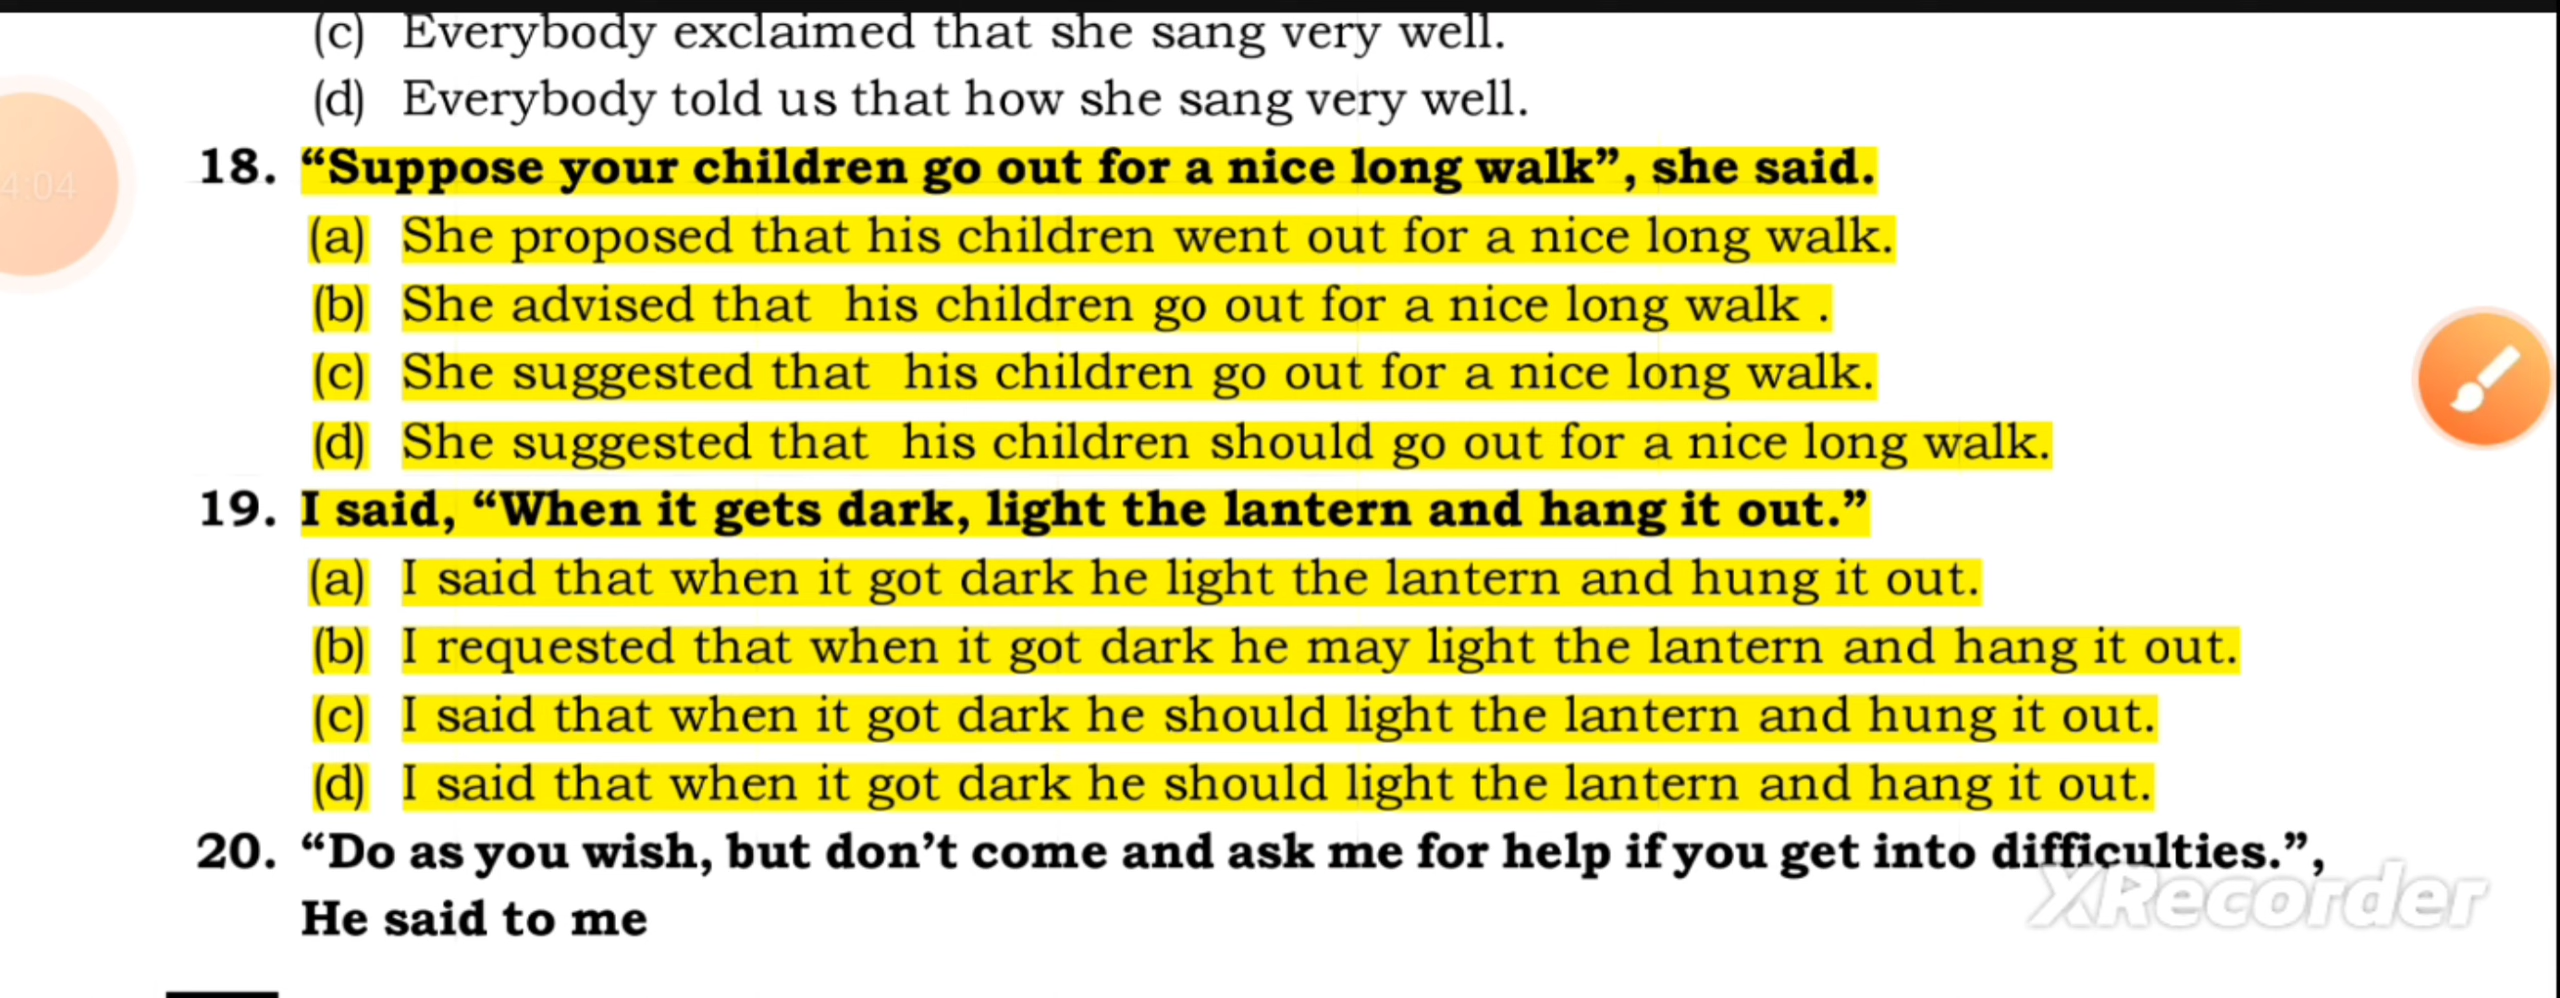 (c) Everybody exclaimed that she sang very well.
(d) Everybody told us that how she sang very well.
4:04
18. “Suppose your children go out for a nice long walk”, she said.
(a) She proposed that his children went out for a nice long walk.
(b) She advised that his children go out for a nice long walk .
(c) She suggested that his children go out for a nice long walk.
(d) She suggested that his children should go out for a nice long walk.
19. I said, “When it gets dark, light the lantern and hang it out.”
(a) I said that when it got dark he light the lantern and hung it out.
(b) I requested that when it got dark he may light the lantern and hang it out.
(c) I said that when it got dark he should light the lantern and hung it out.
(d) I said that when it got dark he should light the lantern and hang it out.
20. “Do as you wish, but don’t come and ask me for help if you get into difficulties.”,
He said to me
XRecorder